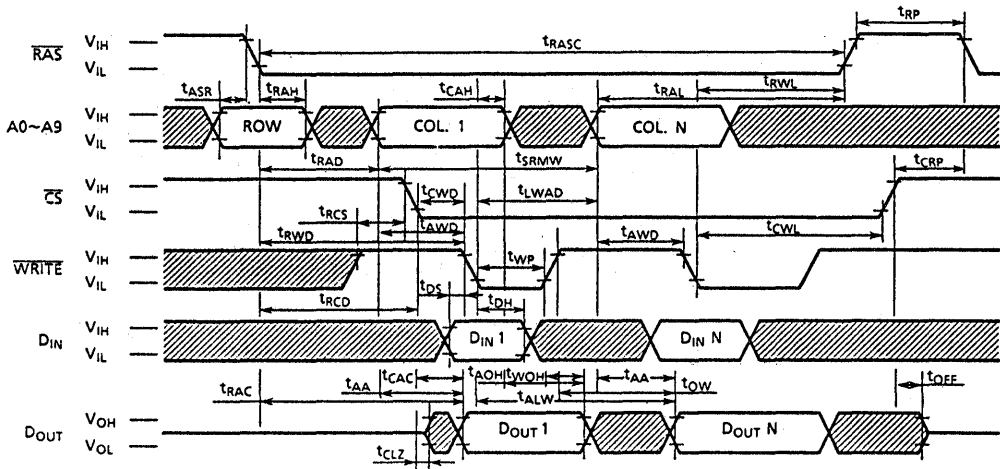 tRP
RAS VIH VIL tRASC
tASR tRAH tCAH tRAL tRWL
A0~A9 VIH VIL ROW COL. 1 COL. N
tRAD tSRMW tCRP
CS VIH VIL tCWD tLWAD
tRCS tCWL
tRWD tAWD tAWD
WRITE VIH VIL tWP
tRCD tDS tDH
DIN VIH VIL DIN 1 DIN N
tCAC tAOH tWOH tAA tOFF
tRAC tAA tALW tOW
DOUT VOH VOL DOUT 1 DOUT N
tCLZ